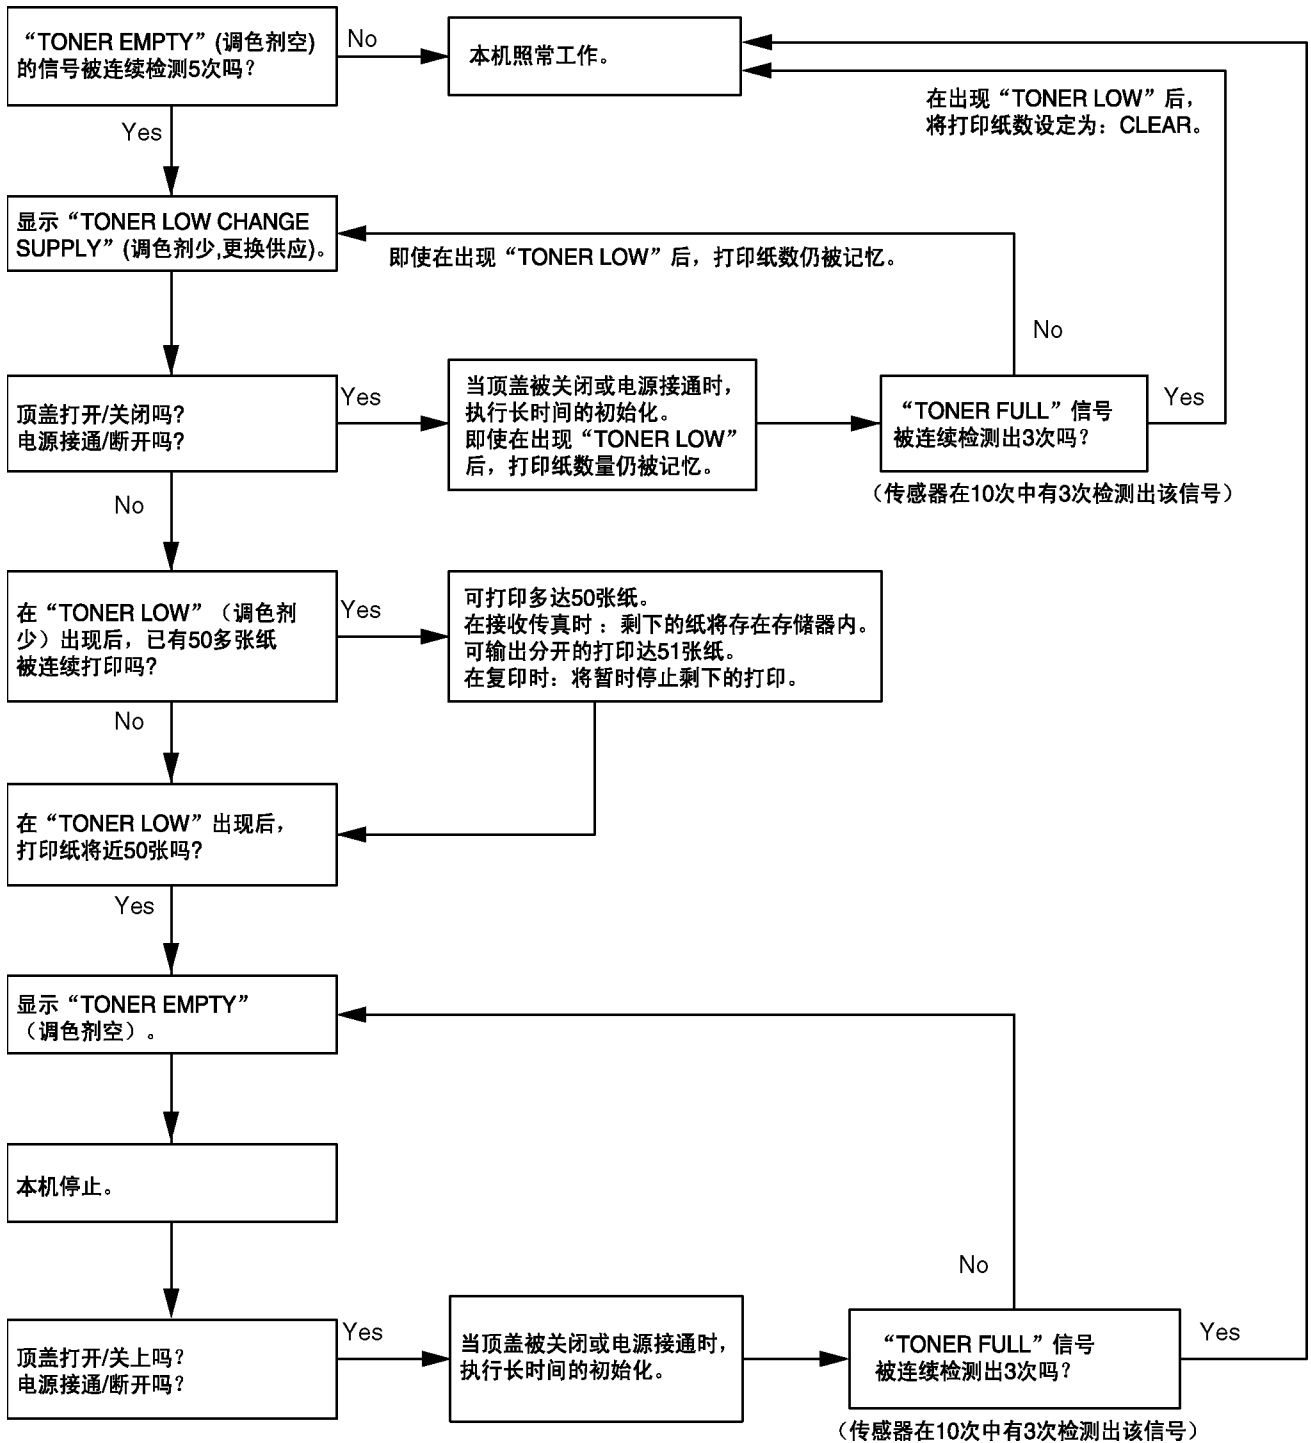 “TONER EMPTY”(调色剂空)
的信号被连续检测5次吗?
No
本机照常工作。
在出现“TONER LOW”后,
将打印纸数设定为: CLEAR。
Yes
显示“TONER LOW CHANGE
SUPPLY”(调色剂少,更换供应)。
即使在出现“TONER LOW”后,打印纸数仍被记忆。
No
顶盖打开/关闭吗?
电源接通/断开吗?
Yes
当顶盖被关闭或电源接通时,
执行长时间的初始化。
即使在出现“TONER LOW”
后,打印纸数量仍被记忆。
“TONER FULL”信号
被连续检测出3次吗?
Yes
(传感器在10次中有3次检测出该信号)
No
在“TONER LOW”(调色剂
少)出现后,已有50多张纸
被连续打印吗?
Yes
可打印多达50张纸。
在接收传真时:剩下的纸将存在存储器内。
可输出分开的打印达51张纸。
在复印时:将暂时停止剩下的打印。
No
在“TONER LOW”出现后,
打印纸将近50张吗?
Yes
显示“TONER EMPTY”
(调色剂空)。
本机停止。
No
顶盖打开/关上吗?
电源接通/断开吗?
Yes
当顶盖被关闭或电源接通时,
执行长时间的初始化。
“TONER FULL”信号
被连续检测出3次吗?
Yes
(传感器在10次中有3次检测出该信号)